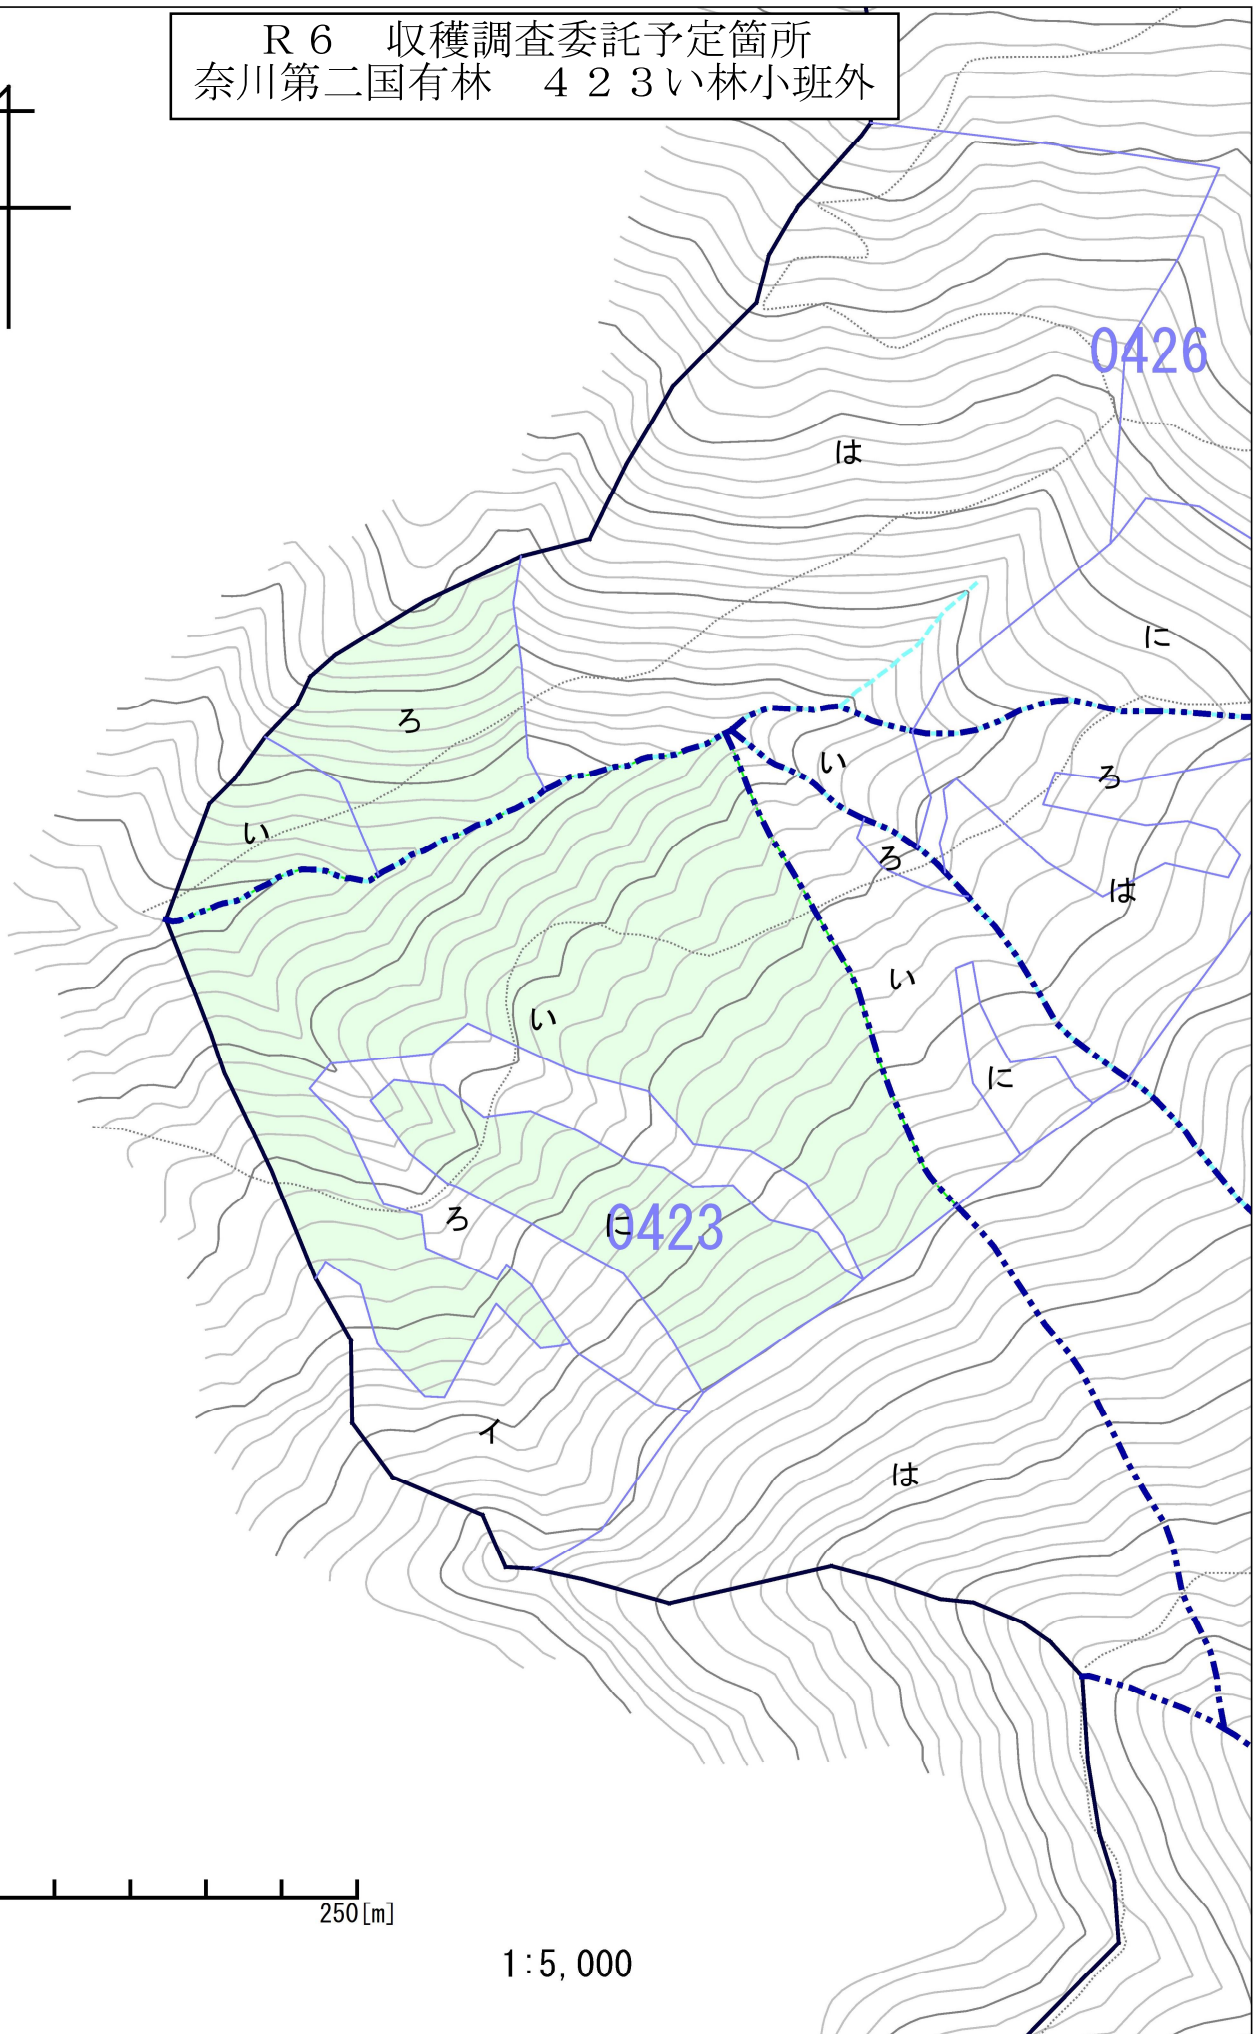 R6 収穫調査委託予定箇所
奈川第二国有林 423い林小班外
0426
は
に
ろ
い
ろ
い
ろ
は
い
い
に
ろ
に
0423
イ
は
250[m]
1:5,000